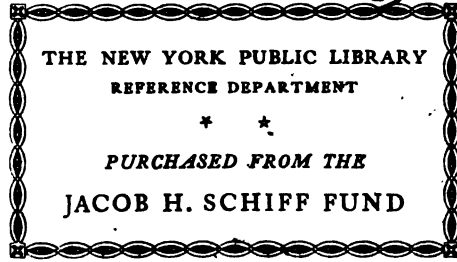 THE NEW YORK PUBLIC LIBRARY
REFERENCE DEPARTMENT
* *
PURCHASED FROM THE
JACOB H. SCHIFF FUND